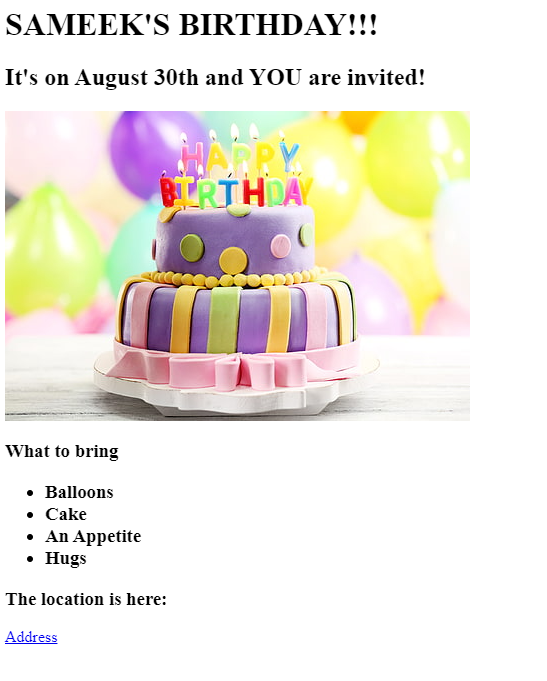 SAMEEK'S BIRTHDAY!!!
It's on August 30th and YOU are invited!
HAPPY
BIRTHDAY
What to bring
Balloons
Cake
An Appetite
Hugs
The location is here:
Address